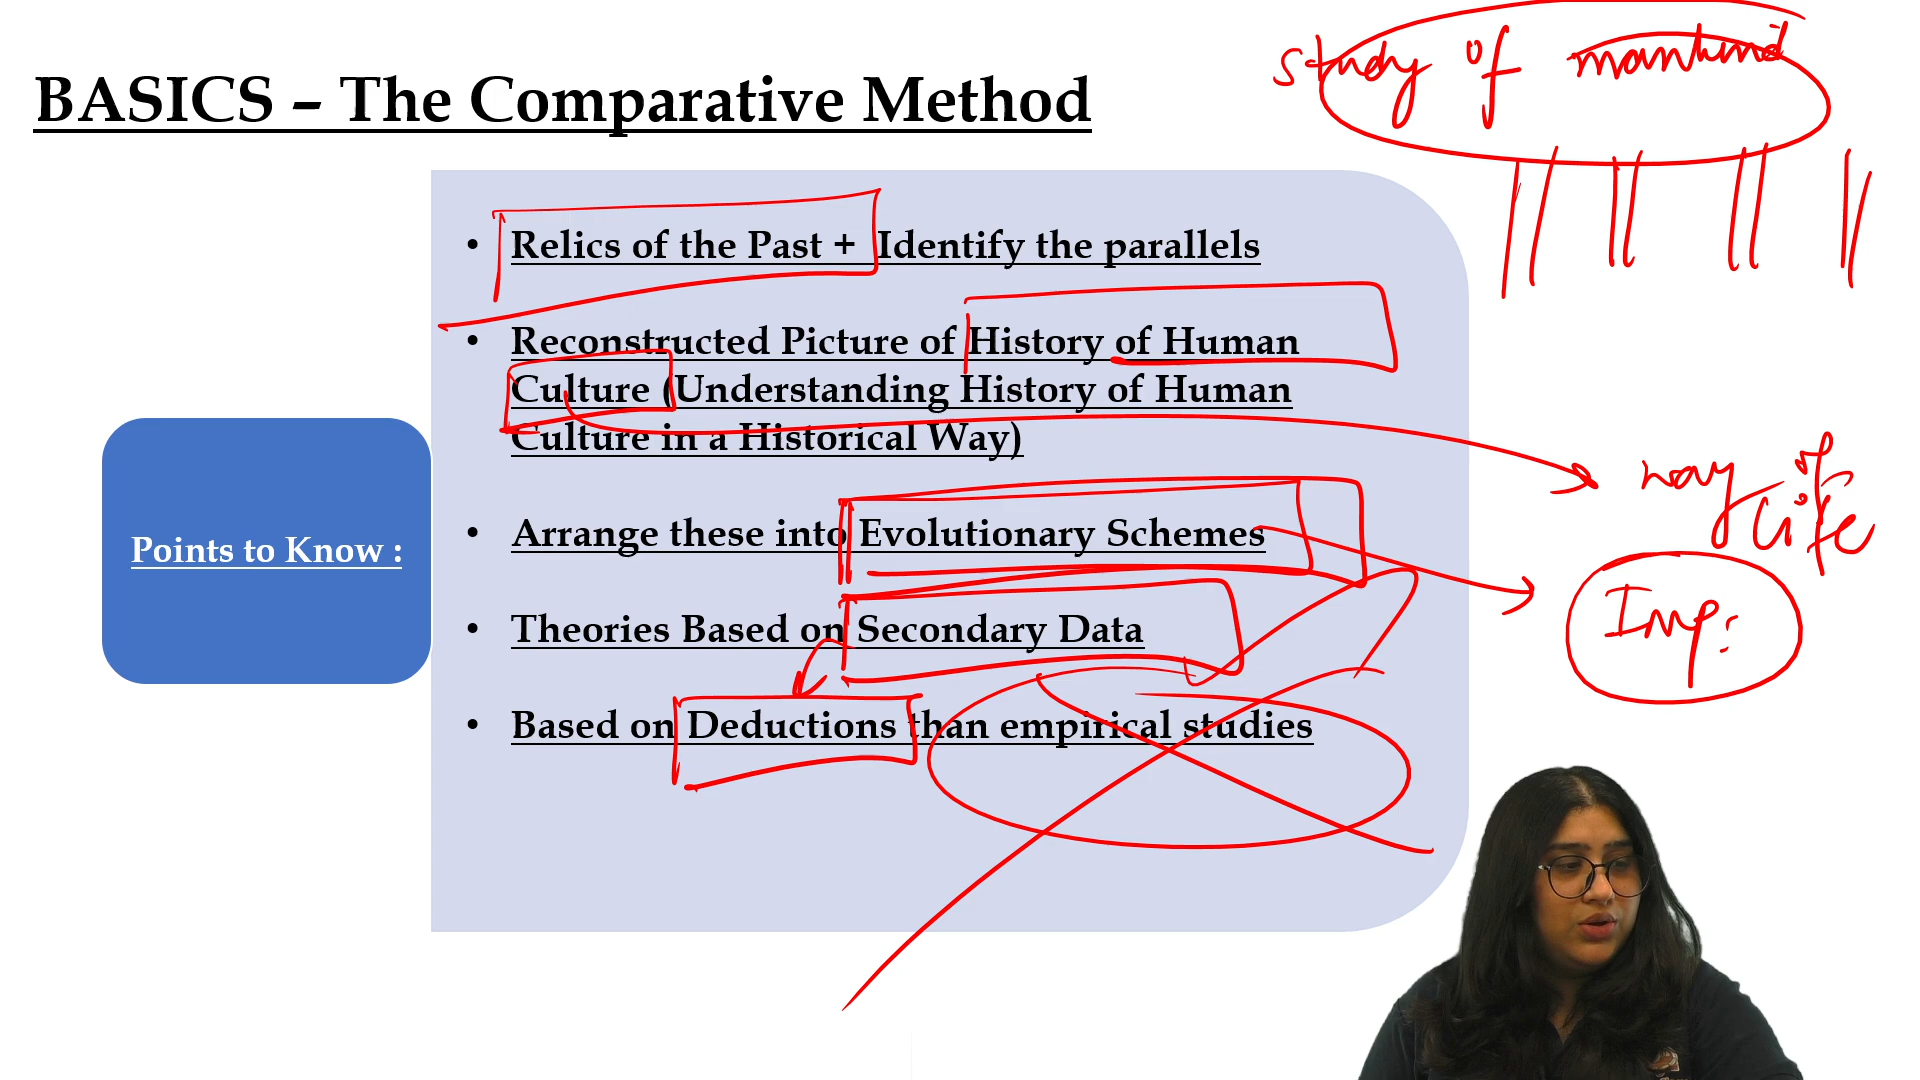 study of mankind
BASICS – The Comparative Method
• Relics of the Past + Identify the parallels
• Reconstructed Picture of History of Human
Culture (Understanding History of Human
Culture in a Historical Way)
way of
life
• Arrange these into Evolutionary Schemes
Points to Know :
Imp:
• Theories Based on Secondary Data
• Based on Deductions than empirical studies